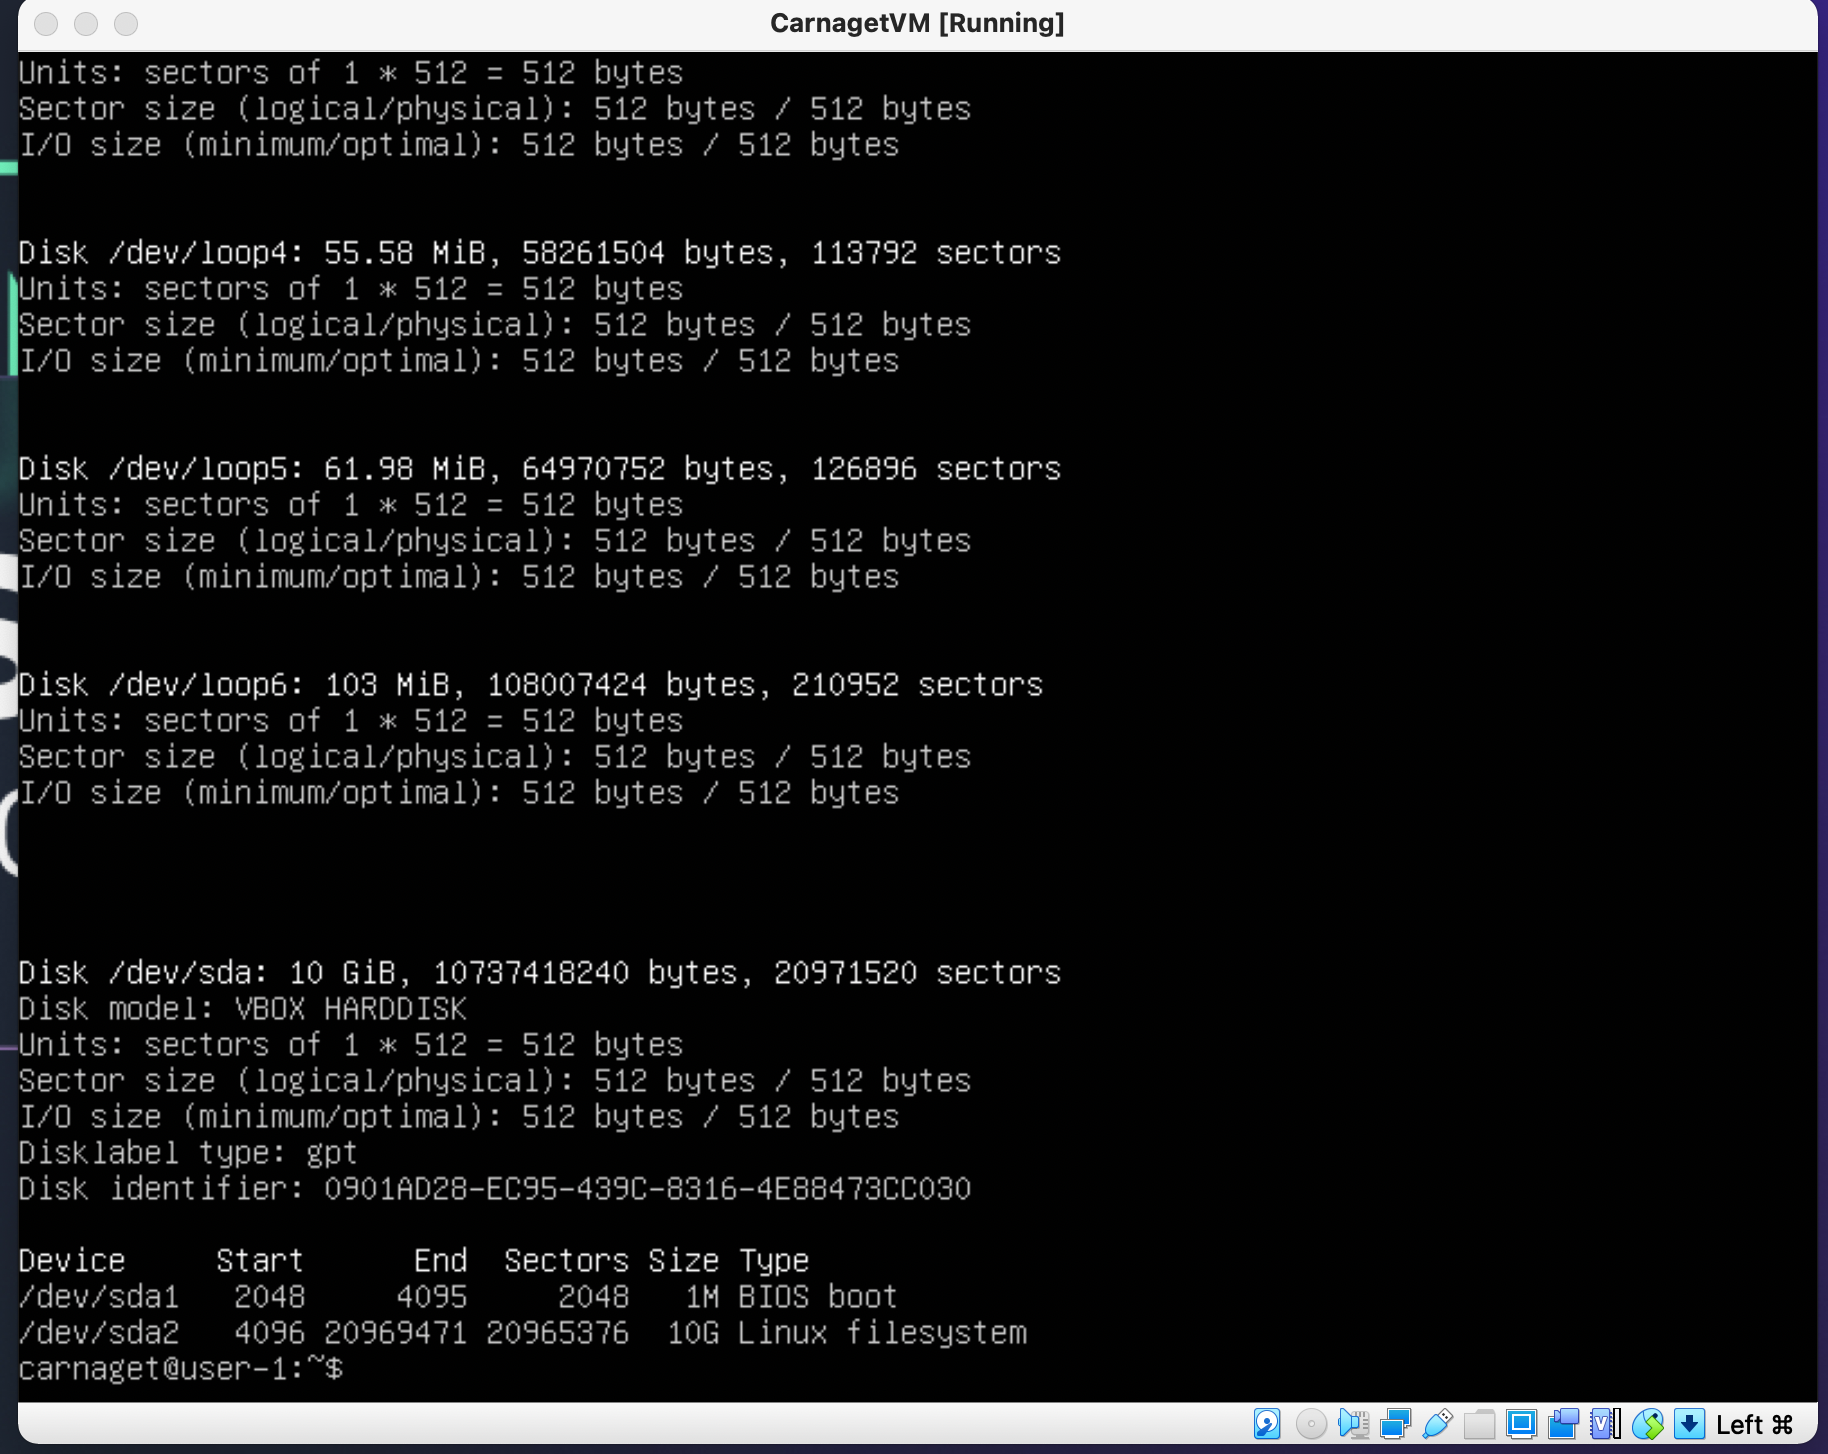 CarnagetVM [Running]
Units: sectors of 1 * 512 = 512 bytes
Sector size (logical/physical): 512 bytes / 512 bytes
I/O size (minimum/optimal): 512 bytes / 512 bytes
Disk /dev/loop4: 55.58 MiB, 58261504 bytes, 113792 sectors
Units: sectors of 1 * 512 = 512 bytes
Sector size (logical/physical): 512 bytes / 512 bytes
I/O size (minimum/optimal): 512 bytes / 512 bytes
Disk /dev/loop5: 61.98 MiB, 64970752 bytes, 126896 sectors
Units: sectors of 1 * 512 = 512 bytes
Sector size (logical/physical): 512 bytes / 512 bytes
I/O size (minimum/optimal): 512 bytes / 512 bytes
Disk /dev/loop6: 103 MiB, 108007424 bytes, 210952 sectors
Units: sectors of 1 * 512 = 512 bytes
Sector size (logical/physical): 512 bytes / 512 bytes
I/O size (minimum/optimal): 512 bytes / 512 bytes
Disk /dev/sda: 10 GiB, 10737418240 bytes, 20971520 sectors
Disk model: VBOX HARDDISK
Units: sectors of 1 * 512 = 512 bytes
Sector size (logical/physical): 512 bytes / 512 bytes
I/O size (minimum/optimal): 512 bytes / 512 bytes
Disklabel type: gpt
Disk identifier: 0901AD28-EC95-439C-8316-4E88473CC030
Device Start End Sectors Size Type
/dev/sda1 2048 4095 2048 1M BIOS boot
/dev/sda2 4096 20969471 20965376 10G Linux filesystem
carnaget@user-1:~$
Left ⌘